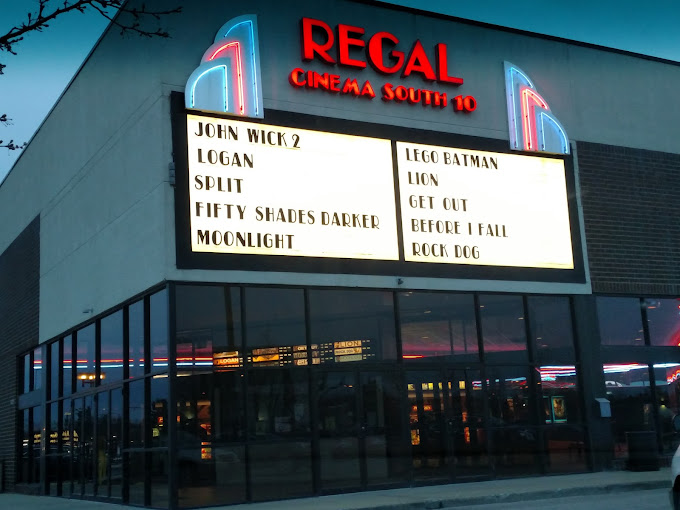 REGAL
CINEMA SOUTH 10
JOHN WICK 2
LOGAN
SPLIT
FIFTY SHADES DARKER
MOONLIGHT
LEGO BATMAN
LION
GET OUT
BEFORE I FALL
ROCK DOG